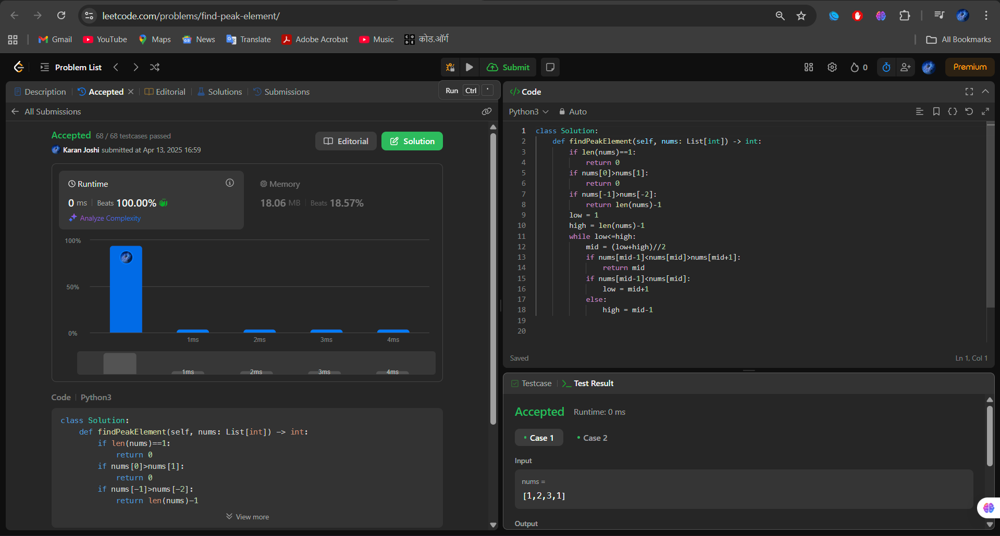 leetcode.com/problems/find-peak-element/
Gmail YouTube Maps News Translate Adobe Acrobat Music कोड.ऑर्ग All Bookmarks
Problem List Submit 0 Premium
Description Accepted Editorial Solutions Submissions Run Ctrl '
All Submissions
Accepted 68 / 68 testcases passed
Karan Joshi submitted at Apr 13, 2025 16:59
Editorial Solution
Runtime
0 ms Beats 100.00%
Analyze Complexity
Memory
18.06 MB Beats 18.57%
100%
50%
0%
1ms 2ms 3ms 4ms
1ms 2ms 3ms 4ms
Code Python3
class Solution:
    def findPeakElement(self, nums: List[int]) -> int:
        if len(nums)==1:
            return 0
        if nums[0]>nums[1]:
            return 0
        if nums[-1]>nums[-2]:
            return len(nums)-1
View more
</> Code
Python3 Auto
1 class Solution:
2     def findPeakElement(self, nums: List[int]) -> int:
3         if len(nums)==1:
4             return 0
5         if nums[0]>nums[1]:
6             return 0
7         if nums[-1]>nums[-2]:
8             return len(nums)-1
9         low = 1
10         high = len(nums)-1
11         while low<=high:
12             mid = (low+high)//2
13             if nums[mid-1]<nums[mid]>nums[mid+1]:
14                 return mid
15             if nums[mid-1]<nums[mid]:
16                 low = mid+1
17             else:
18                 high = mid-1
19
20
Saved Ln 1, Col 1
Testcase Test Result
Accepted Runtime: 0 ms
Case 1 Case 2
Input
nums =
[1,2,3,1]
Output